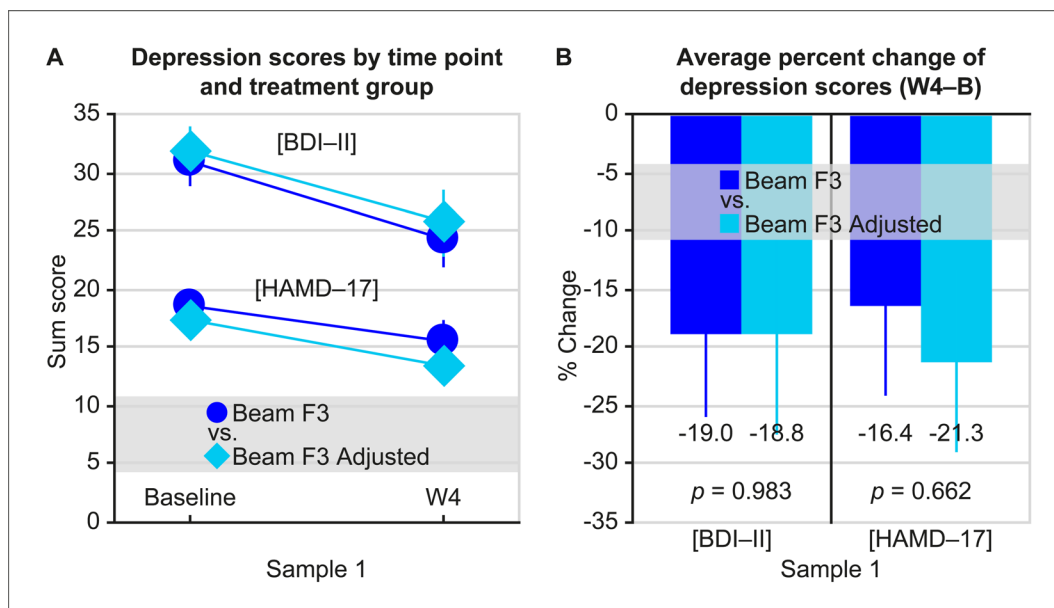 A
Depression scores by time point
and treatment group
35
30
25
20
15
10
5
0
Sum score
[BDI–II]
[HAMD–17]
Beam F3
vs.
Beam F3 Adjusted
Baseline
W4
Sample 1
B
Average percent change of
depression scores (W4–B)
0
-5
-10
-15
-20
-25
-30
-35
% Change
Beam F3
vs.
Beam F3 Adjusted
-19.0 -18.8
-16.4 -21.3
p = 0.983
p = 0.662
[BDI–II]
[HAMD–17]
Sample 1